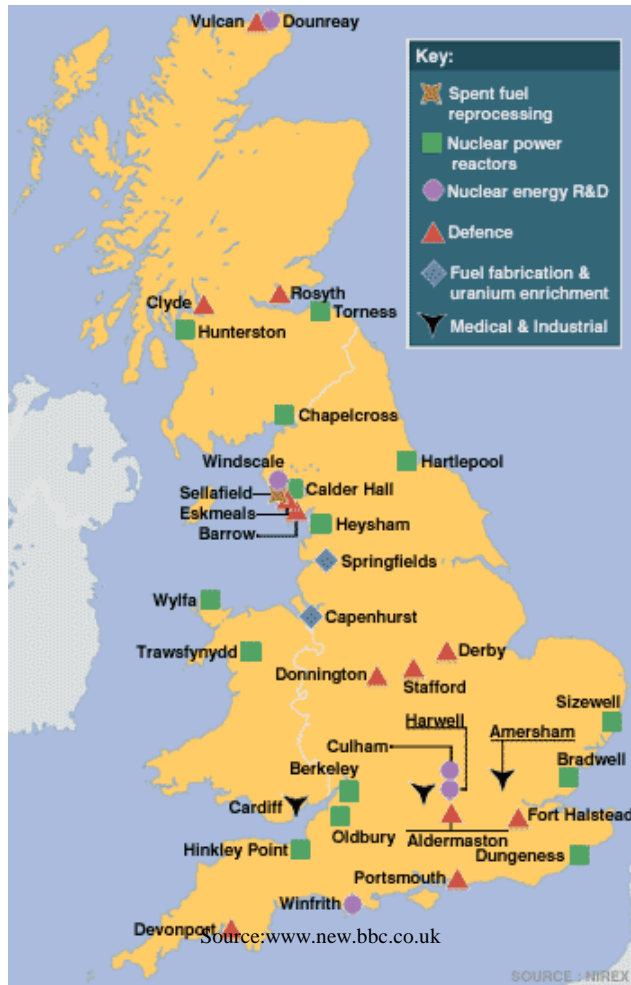 Vulcan
Dounreay
Key:
Spent fuel
reprocessing
Nuclear power
reactors
Nuclear energy R&D
Defence
Fuel fabrication &
uranium enrichment
Medical & Industrial
Clyde
Rosyth
Torness
Hunterston
Chapelcross
Windscale
Hartlepool
Sellafield
Calder Hall
Eskmeals
Barrow
Heysham
Springfields
Wylfa
Capenhurst
Trawsfynydd
Derby
Donnington
Stafford
Sizewell
Harwell
Amersham
Culham
Bradwell
Berkeley
Cardiff
Fort Halstead
Oldbury
Aldermaston
Hinkley Point
Dungeness
Portsmouth
Winfrith
Devonport
Source:www.new.bbc.co.uk
SOURCE : NIREX